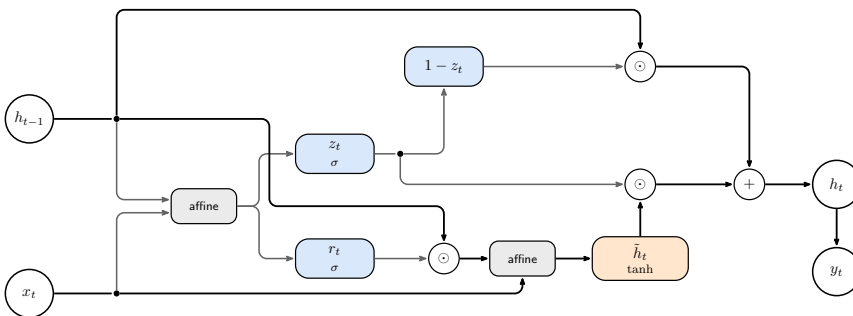 1 − z_t
⊙
h_{t−1}
z_t
σ
h_t
⊙
+
affine
r_t
σ
⊙
affine
h̃_t
tanh
y_t
x_t